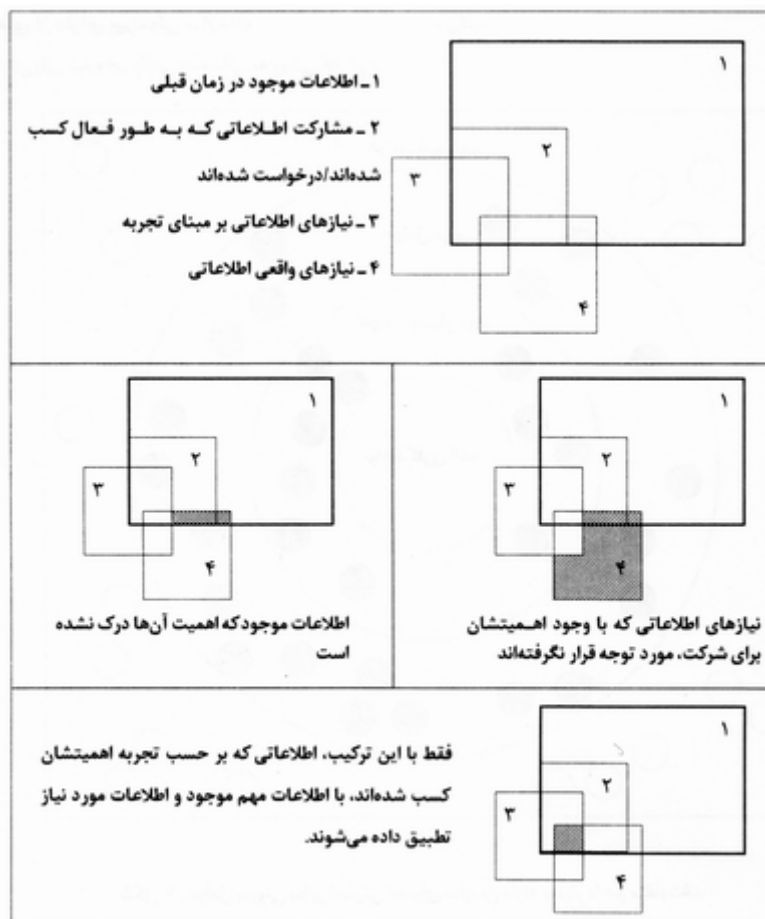 ۱ ـ اطلاعات موجود در زمان قبلی
۲ ـ مشارکت اطلاعاتی که به طور فعال کسب
شده‌اند/درخواست شده‌اند
۳ ـ نیازهای اطلاعاتی بر مبنای تجربه
۴ ـ نیازهای واقعی اطلاعاتی
۱
۲
۳
۴
۱
۲
۳
۴
نیازهای اطلاعاتی که با وجود اهمیتشان
برای شرکت، مورد توجه قرار نگرفته‌اند
۱
۲
۳
۴
اطلاعات موجود که اهمیت آن‌ها درک نشده
است
فقط با این ترکیب، اطلاعاتی که بر حسب تجربه اهمیتشان
کسب شده‌اند، با اطلاعات مهم موجود و اطلاعات مورد نیاز
تطبیق داده می‌شوند.
۱
۲
۳
۴